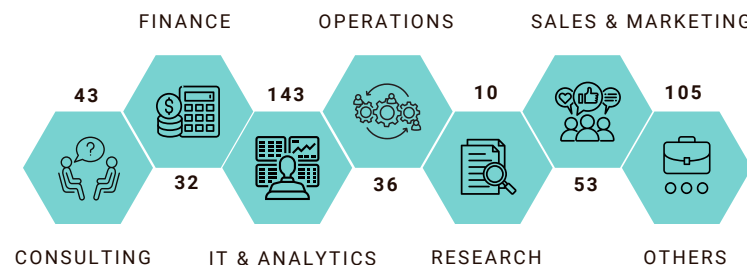 FINANCE OPERATIONS SALES & MARKETING
43 143 10 105
$
?
32 36 53
CONSULTING IT & ANALYTICS RESEARCH OTHERS